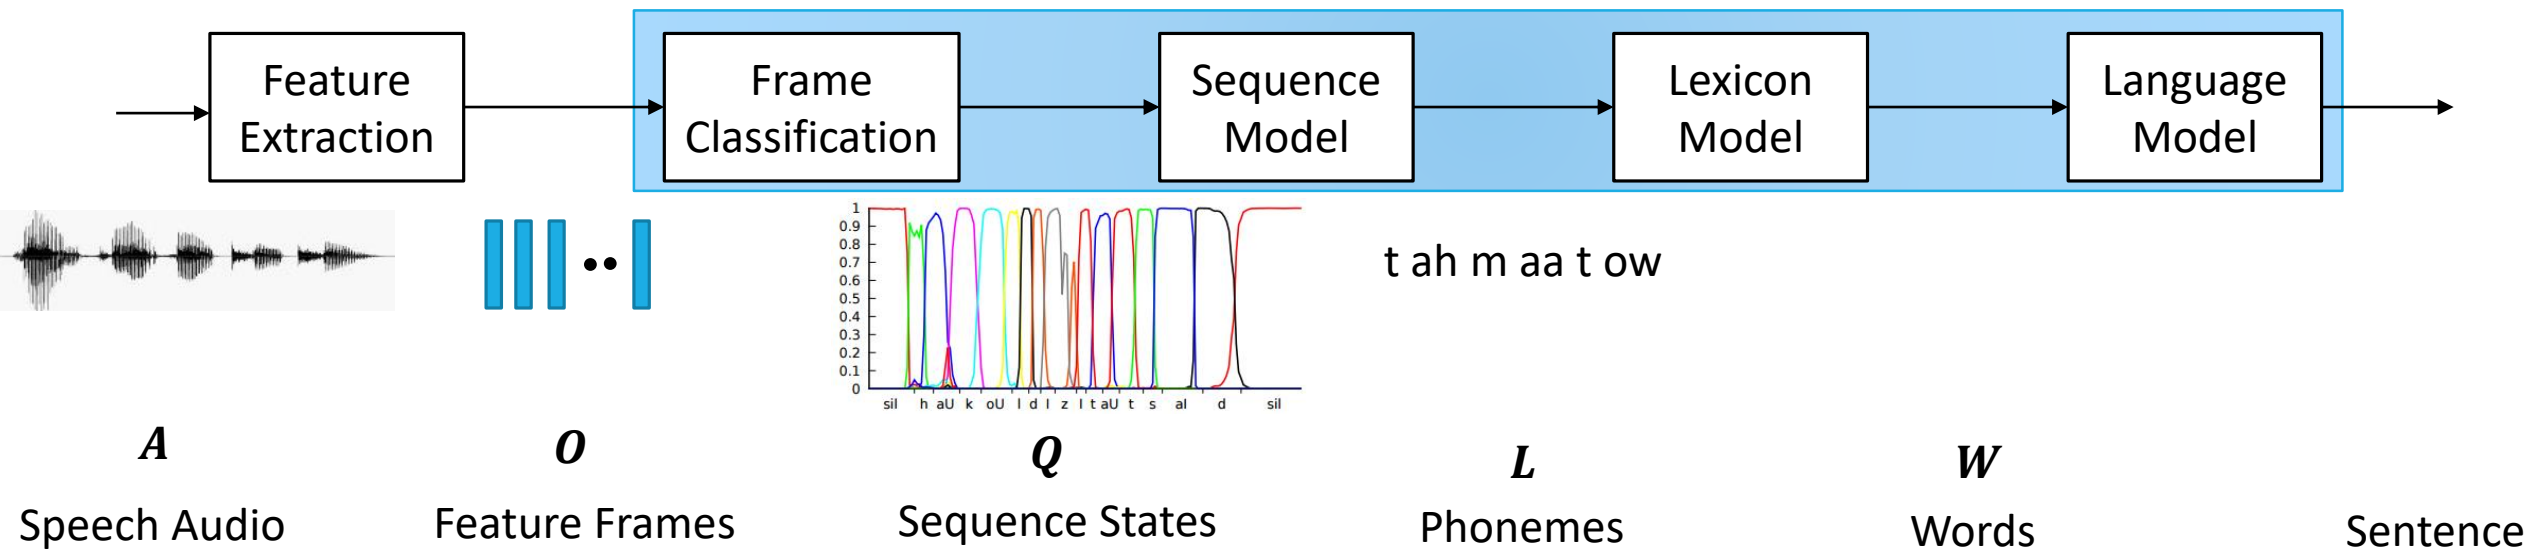 Feature
Extraction
Frame
Classification
Sequence
Model
Lexicon
Model
Language
Model
1
0.9
0.8
0.7
0.6
0.5
0.4
0.3
0.2
0.1
0
sil h aU k oU l d I z I t aU t s aI d sil
t ah m aa t ow
A
O
Q
L
W
Speech Audio
Feature Frames
Sequence States
Phonemes
Words
Sentence